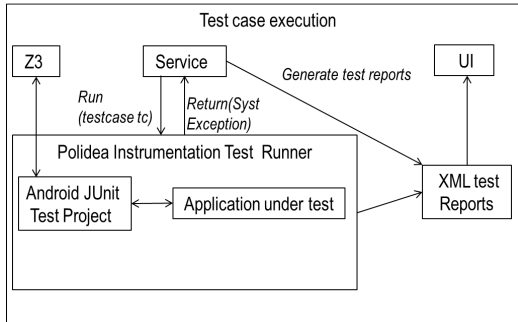 Test case execution
Z3
Service
UI
Generate test reports
Run
(testcase tc)
Return(Syst
Exception)
Polidea Instrumentation Test Runner
Android JUnit
Test Project
Application under test
XML test
Reports